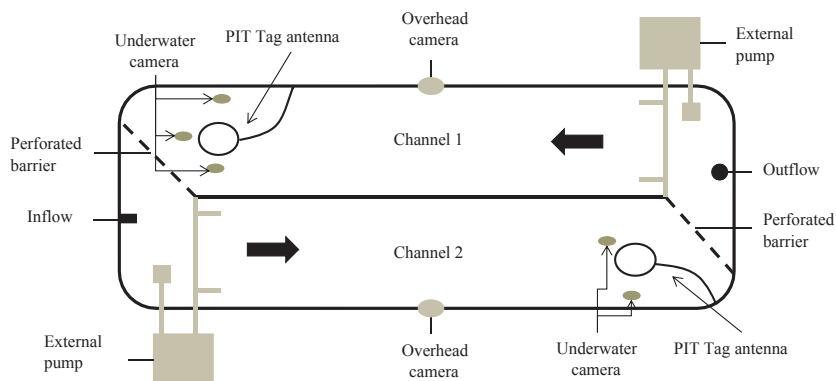 Underwater
camera
PIT Tag antenna
Overhead
camera
External
pump
Perforated
barrier
Channel 1
Outflow
Inflow
Channel 2
Perforated
barrier
External
pump
Overhead
camera
Underwater
camera
PIT Tag antenna